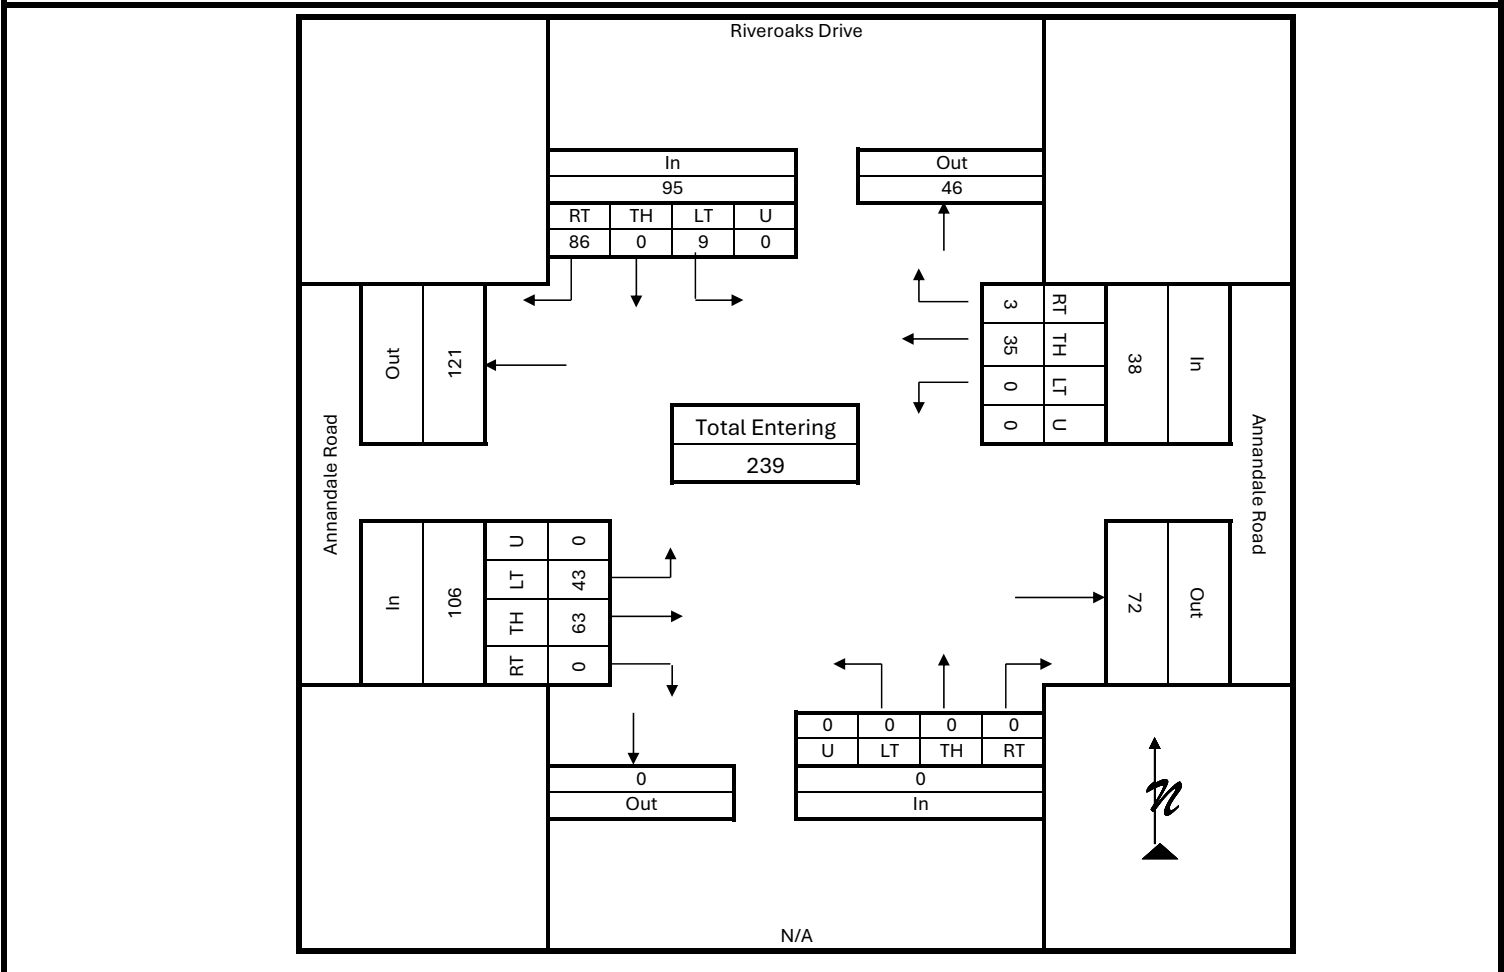 Riveroaks Drive
In
95
RT TH LT U
86 0 9 0
Out
46
Out
121
3 RT
35 TH
0 LT
0 U
38
In
Total Entering
239
Annandale Road
Annandale Road
In
106
U 0
LT 43
TH 63
RT 0
72
Out
0
Out
0 0 0 0
U LT TH RT
0
In
N
N/A